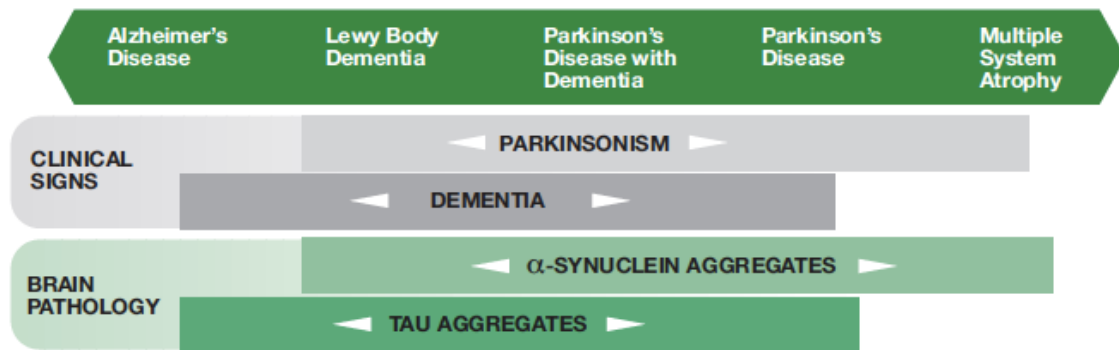 Alzheimer's
Disease
Lewy Body
Dementia
Parkinson's
Disease with
Dementia
Parkinson's
Disease
Multiple
System
Atrophy
CLINICAL
SIGNS
PARKINSONISM
DEMENTIA
BRAIN
PATHOLOGY
α-SYNUCLEIN AGGREGATES
TAU AGGREGATES